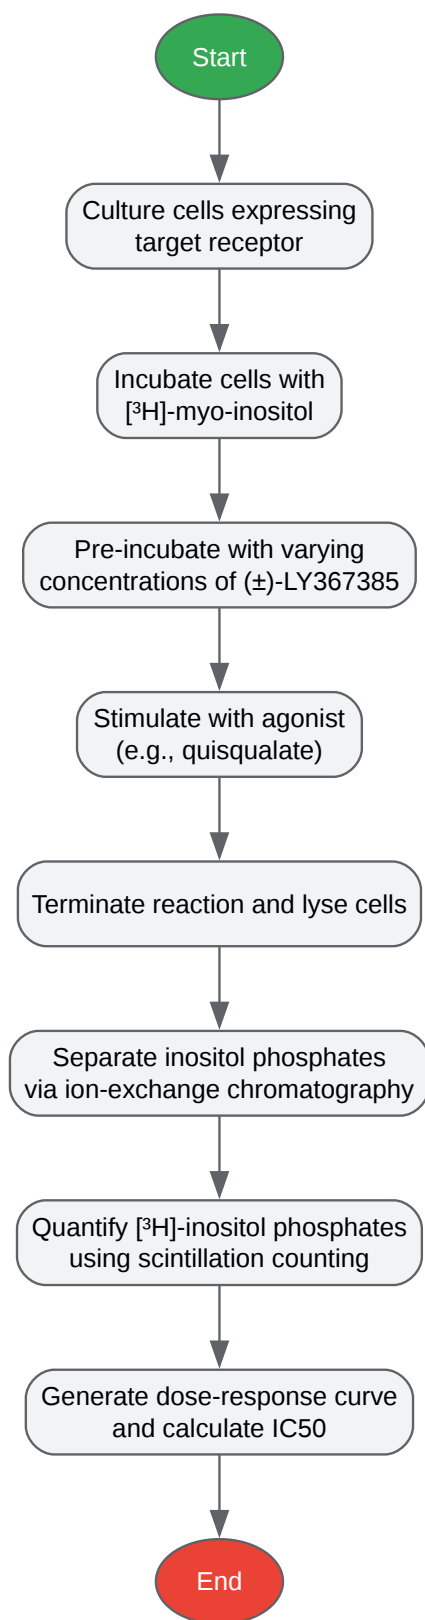 Start
Culture cells expressing
target receptor
Incubate cells with
[³H]-myo-inositol
Pre-incubate with varying
concentrations of (±)-LY367385
Stimulate with agonist
(e.g., quisqualate)
Terminate reaction and lyse cells
Separate inositol phosphates
via ion-exchange chromatography
Quantify [³H]-inositol phosphates
using scintillation counting
Generate dose-response curve
and calculate IC50
End